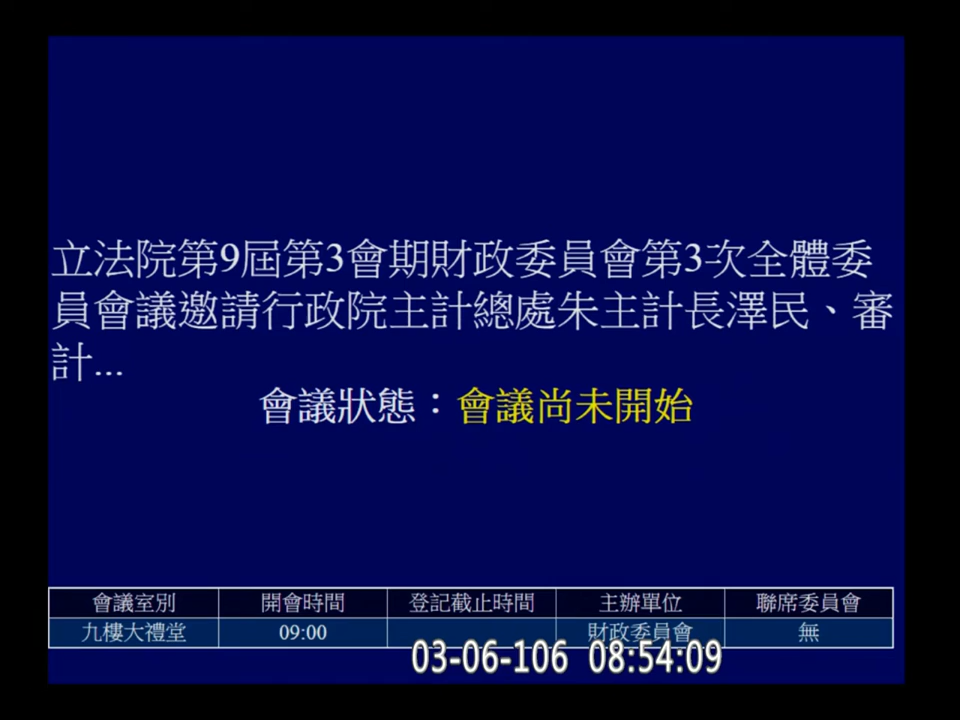 立法院第9屆第3會期財政委員會第3次全體委
員會議邀請行政院主計總處朱主計長澤民、審
計...
會議狀態：會議尚未開始
會議室別 開會時間 登記截止時間 主辦單位 聯席委員會
九樓大禮堂 09:00 財政委員會 無
03-06-106 08:54:09